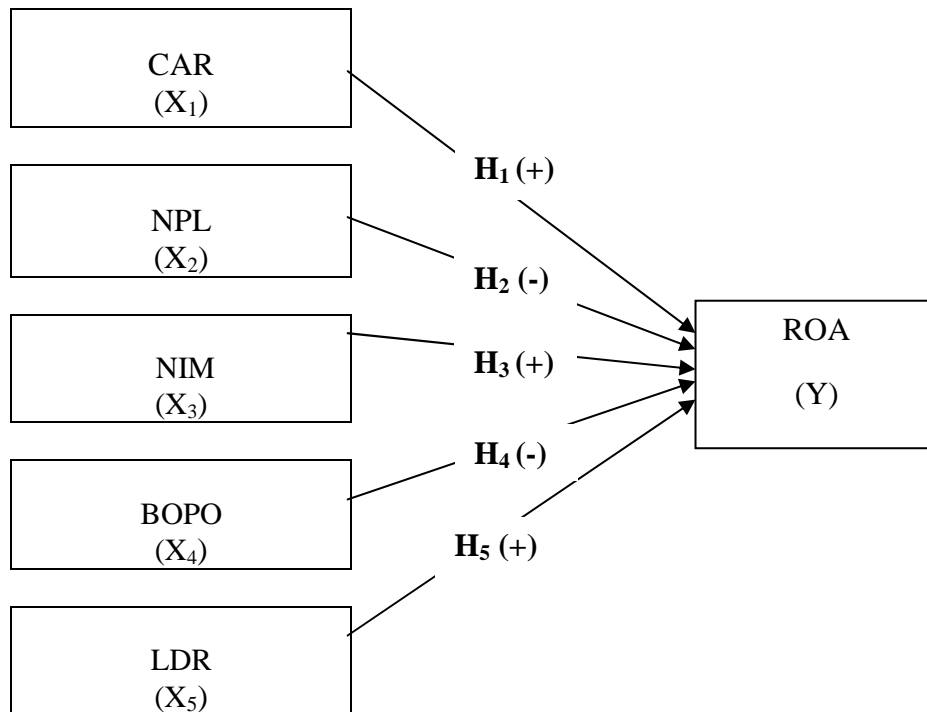 CAR
(X₁)
H₁ (+)
NPL
(X₂)
H₂ (-)
NIM
(X₃)
H₃ (+)
ROA
(Y)
BOPO
(X₄)
H₄ (-)
LDR
(X₅)
H₅ (+)